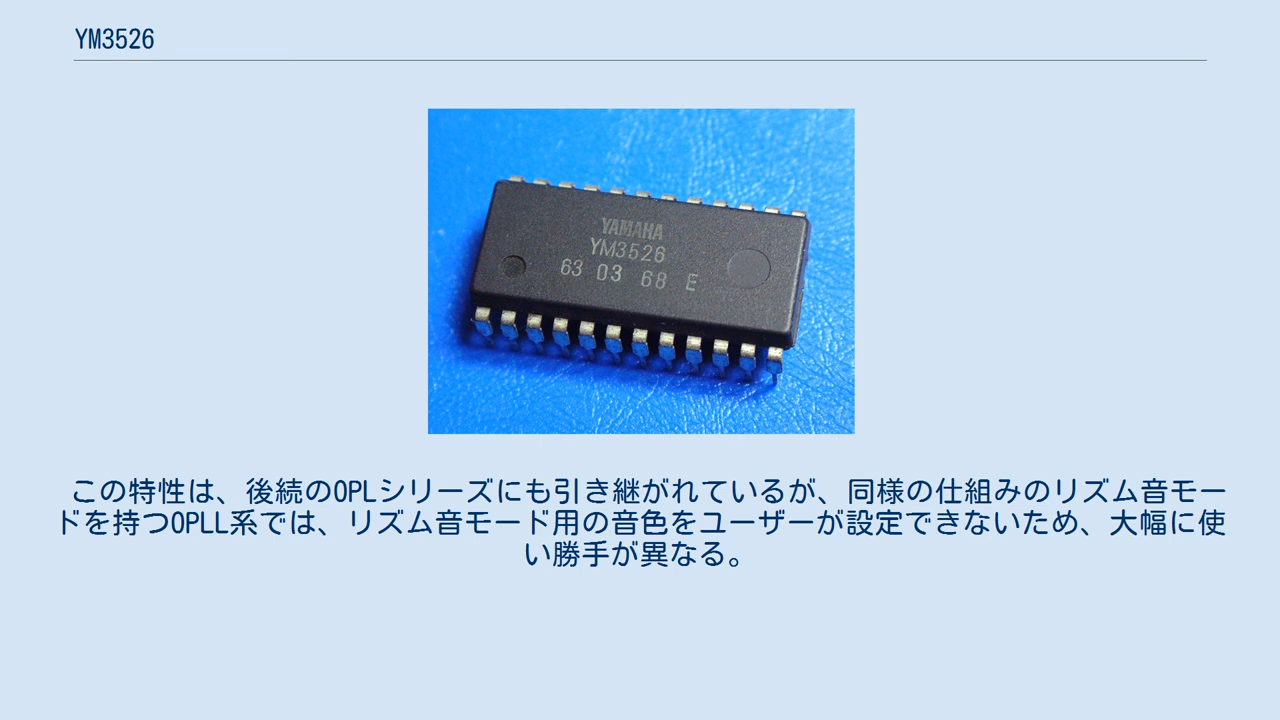 YM3526
YAMAHA
YM3526
63 03 68 E
この特性は、後続のOPLシリーズにも引き継がれているが、同様の仕組みのリズム音モー
ドを持つOPLL系では、リズム音モード用の音色をユーザーが設定できないため、大幅に使
い勝手が異なる。